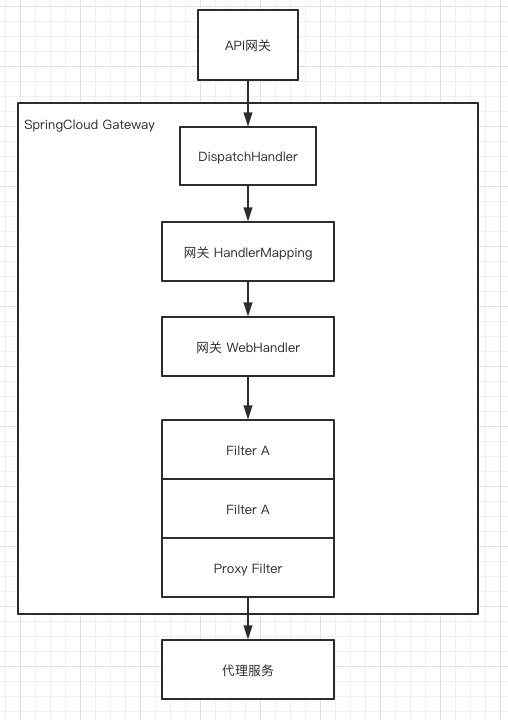 API网关
SpringCloud Gateway
DispatchHandler
网关 HandlerMapping
网关 WebHandler
Filter A
Filter A
Proxy Filter
代理服务